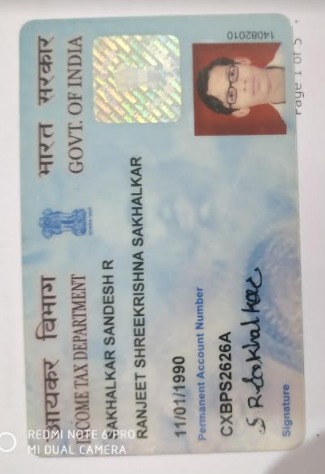 आयकर विभाग
INCOME TAX DEPARTMENT
भारत सरकार
GOVT. OF INDIA
SAKHALKAR SANDESH R
RANJEET SHREEKRISHNA SAKHALKAR
11/01/1990
Permanent Account Number
CXBPS2626A
S R Sakhalkar
Signature
14082010
Page 1 of 5
REDMI NOTE 6 PRO
MI DUAL CAMERA